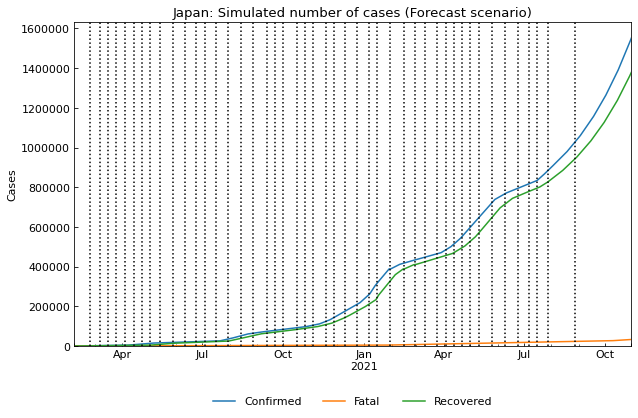 Japan: Simulated number of cases (Forecast scenario)
Cases
1600000
1400000
1200000
1000000
800000
600000
400000
200000
0
Apr Jul Oct Jan Apr Jul Oct
2021
Confirmed Fatal Recovered